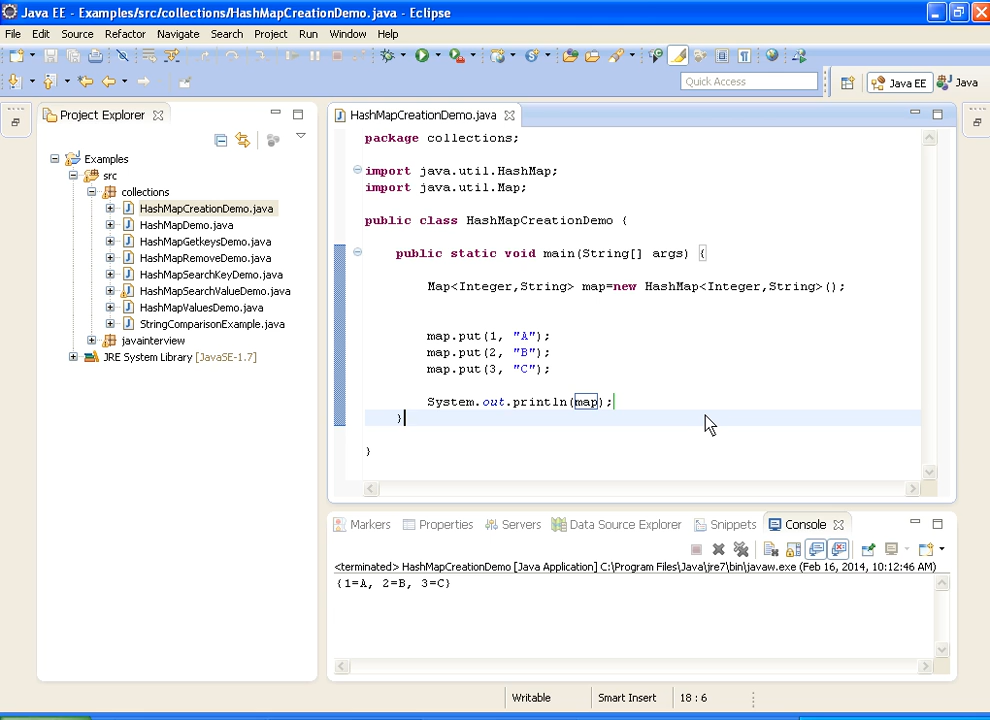 Java EE - Examples/src/collections/HashMapCreationDemo.java - Eclipse
File Edit Source Refactor Navigate Search Project Run Window Help
Quick Access
Java EE
Java
Project Explorer
Examples
src
collections
HashMapCreationDemo.java
HashMapDemo.java
HashMapGetkeysDemo.java
HashMapRemoveDemo.java
HashMapSearchKeyDemo.java
HashMapSearchValueDemo.java
HashMapValuesDemo.java
StringComparisonExample.java
javainterview
JRE System Library [JavaSE-1.7]
HashMapCreationDemo.java
package collections;
import java.util.HashMap;
import java.util.Map;
public class HashMapCreationDemo {
public static void main(String[] args) {
Map<Integer,String> map=new HashMap<Integer,String>();
map.put(1, "A");
map.put(2, "B");
map.put(3, "C");
System.out.println(map);
}
}
Markers Properties Servers Data Source Explorer Snippets Console
<terminated> HashMapCreationDemo [Java Application] C:\Program Files\Java\jre7\bin\javaw.exe (Feb 16, 2014, 10:12:46 AM)
{1=A, 2=B, 3=C}
Writable Smart Insert 18 : 6